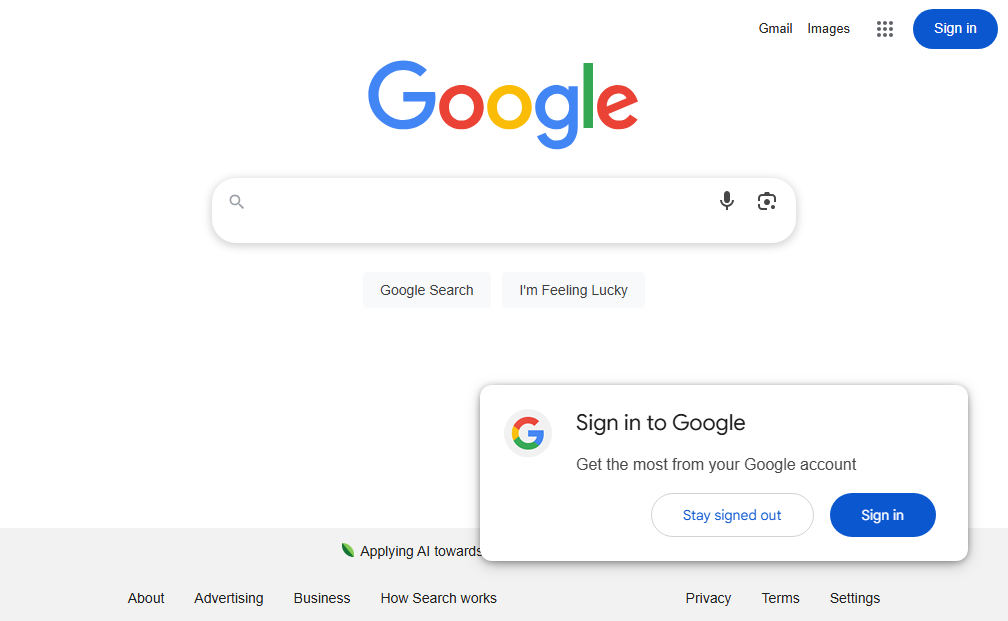 Gmail Images Sign in
Google
Google Search I'm Feeling Lucky
Sign in to Google
Get the most from your Google account
Stay signed out Sign in
Applying AI towards
About Advertising Business How Search works Privacy Terms Settings